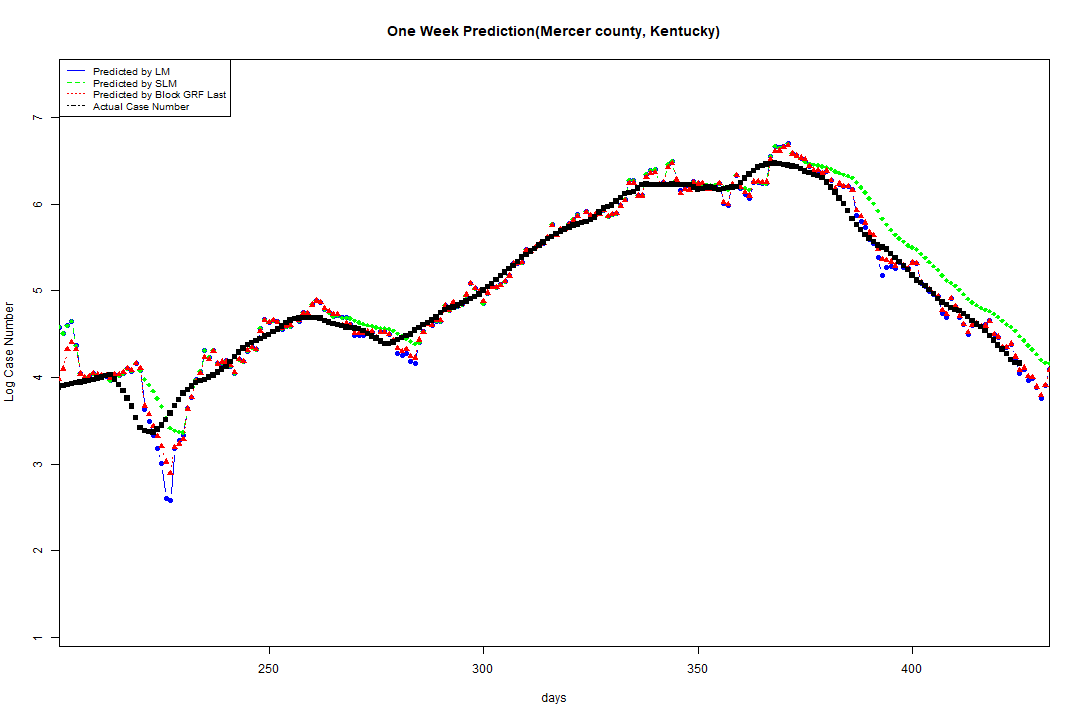 One Week Prediction(Mercer county, Kentucky)
Predicted by LM
Predicted by SLM
Predicted by Block GRF Last
Actual Case Number
7
6
5
4
3
2
1
Log Case Number
250 300 350 400
days